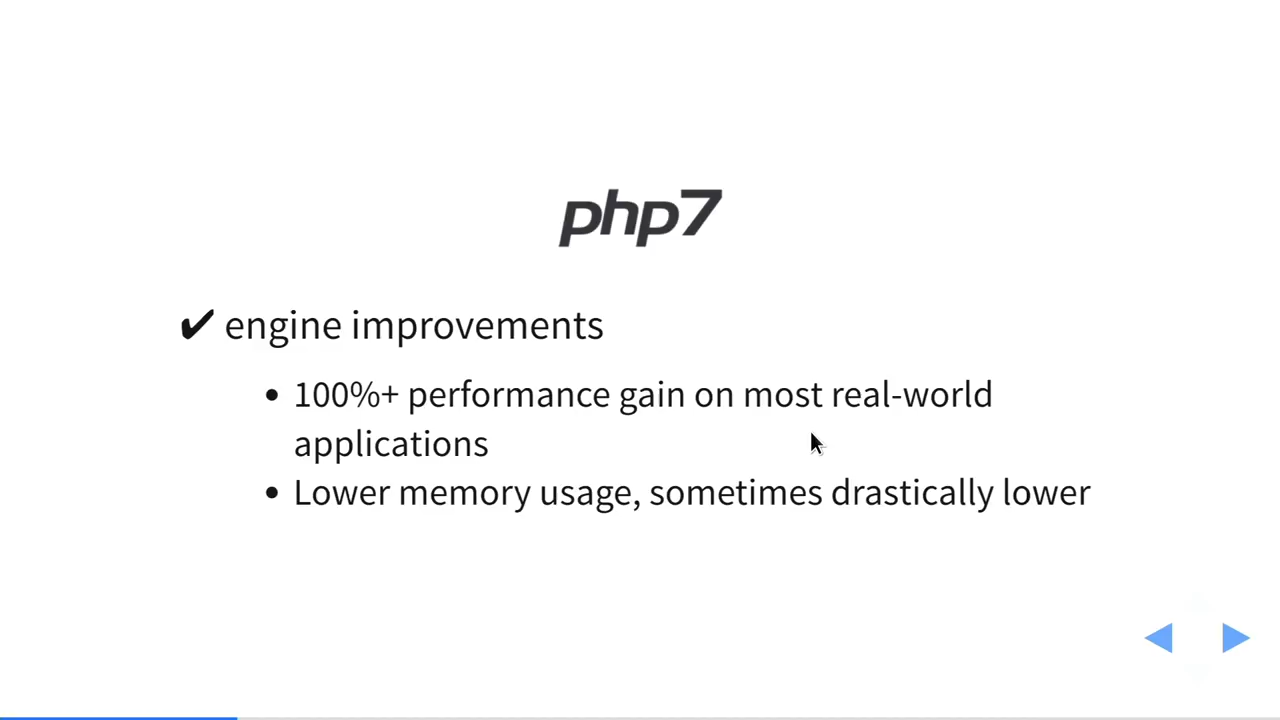 php7
✔ engine improvements
• 100%+ performance gain on most real-world
applications
• Lower memory usage, sometimes drastically lower